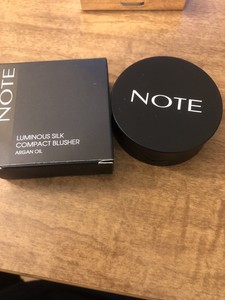 NOTE
LUMINOUS SILK
COMPACT BLUSHER
ARGAN OIL
NOTE